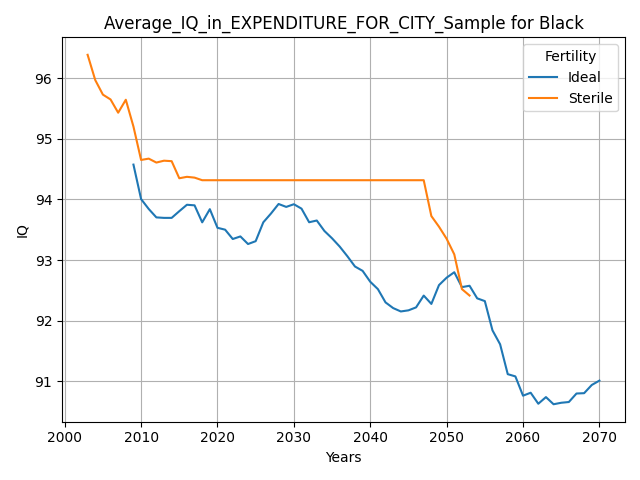 Average_IQ_in_EXPENDITURE_FOR_CITY_Sample for Black
Fertility
Ideal
Sterile
IQ
96
95
94
93
92
91
2000 2010 2020 2030 2040 2050 2060 2070
Years